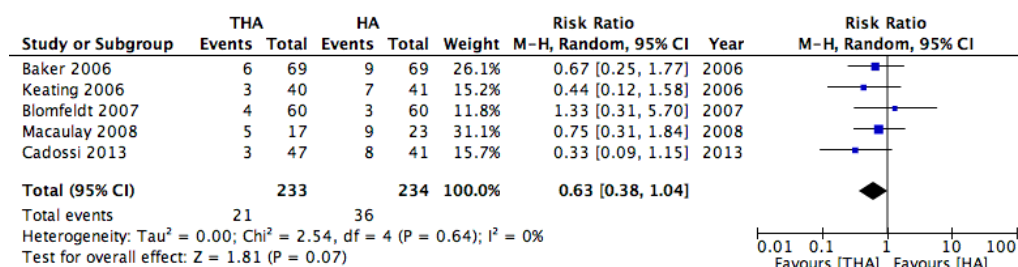 THA HA Risk Ratio Risk Ratio
Study or Subgroup Events Total Events Total Weight M-H, Random, 95% CI Year M-H, Random, 95% CI
Baker 2006 6 69 9 69 26.1% 0.67 [0.25, 1.77] 2006
Keating 2006 3 40 7 41 15.2% 0.44 [0.12, 1.58] 2006
Blomfeldt 2007 4 60 3 60 11.8% 1.33 [0.31, 5.70] 2007
Macaulay 2008 5 17 9 23 31.1% 0.75 [0.31, 1.84] 2008
Cadossi 2013 3 47 8 41 15.7% 0.33 [0.09, 1.15] 2013
Total (95% CI) 233 234 100.0% 0.63 [0.38, 1.04]
Total events 21 36
Heterogeneity: Tau² = 0.00; Chi² = 2.54, df = 4 (P = 0.64); I² = 0%
Test for overall effect: Z = 1.81 (P = 0.07)
0.01 0.1 1 10 100
Favours [THA] Favours [HA]